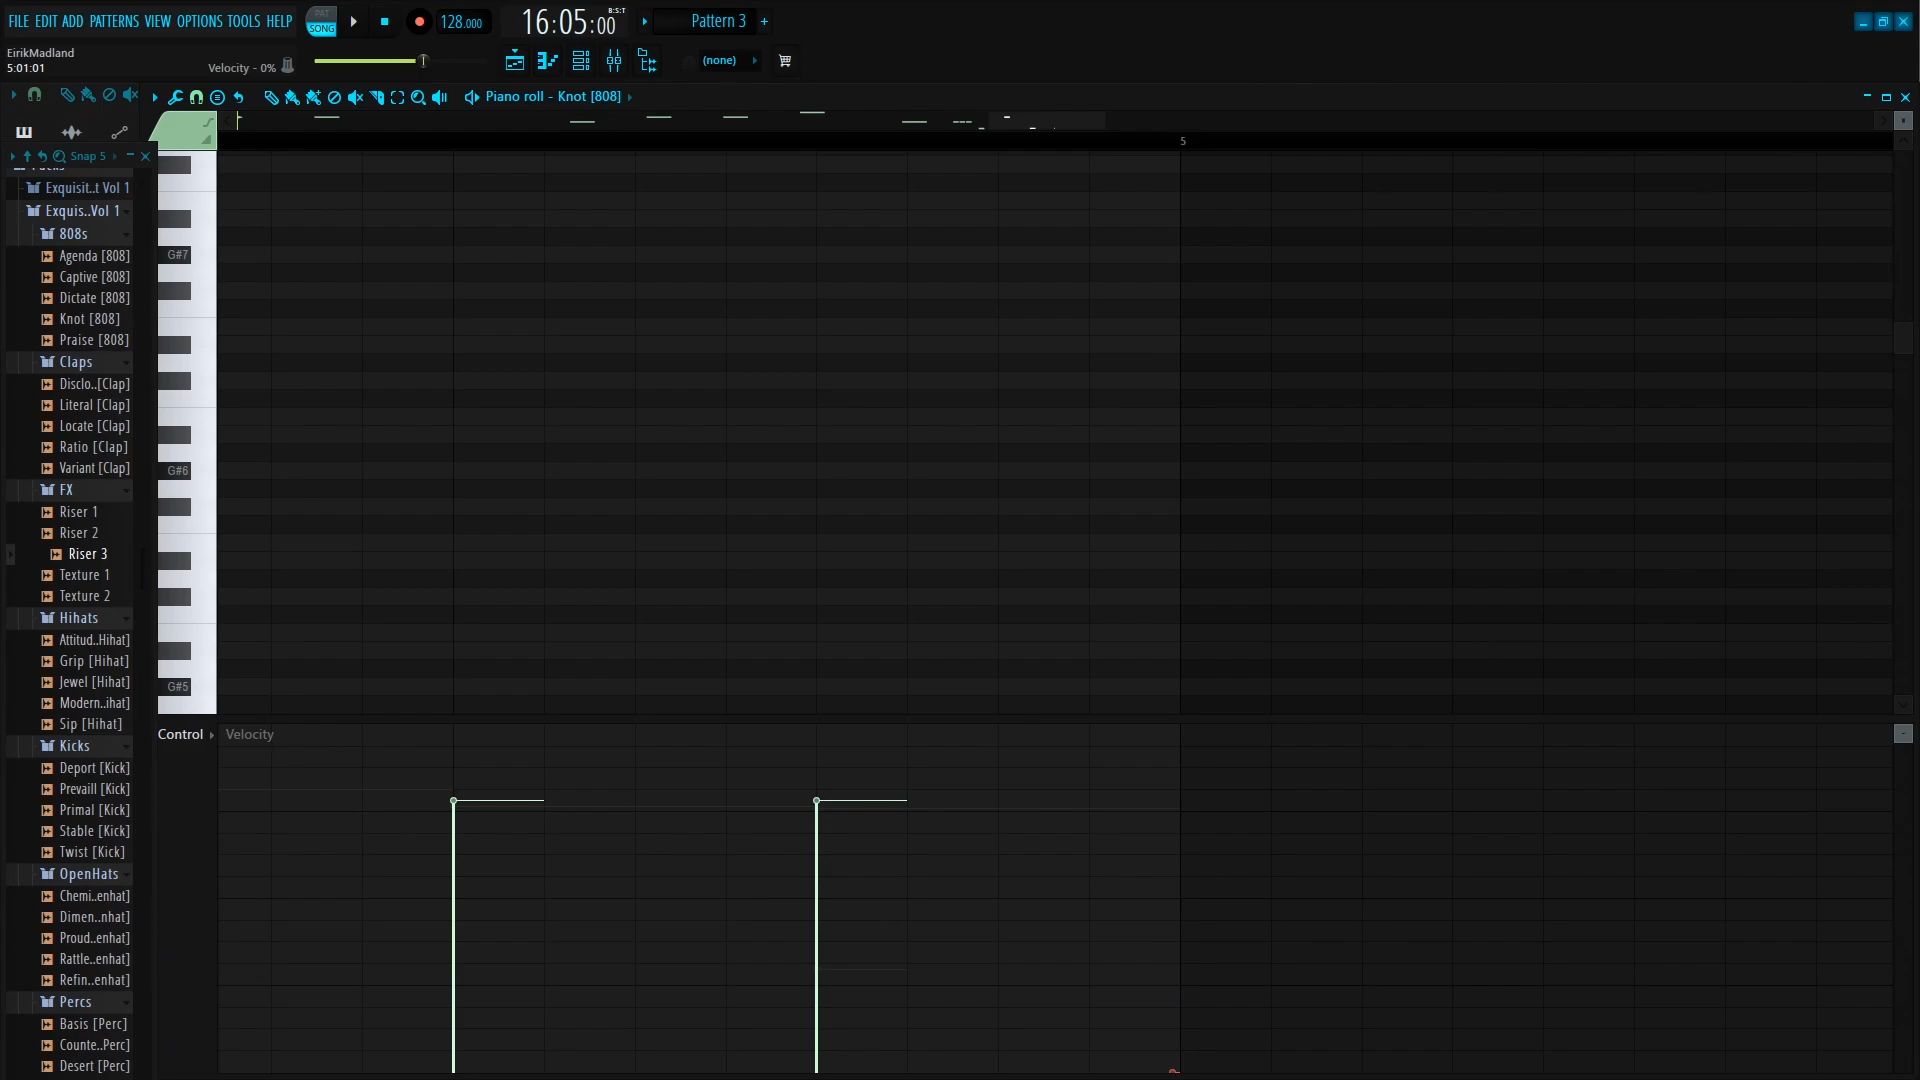 FILE EDIT ADD PATTERNS VIEW OPTIONS TOOLS HELP
PAT
SONG
128.000
16:05:00
B:S:T
Pattern 3
EirikMadland
5:01:01
Velocity - 0%
(none)
Piano roll - Knot [808]
Snap 5
5
Exquisit..t Vol 1
Exquis..Vol 1
808s
Agenda [808]
Captive [808]
Dictate [808]
Knot [808]
Praise [808]
Claps
Disclo..[Clap]
Literal [Clap]
Locate [Clap]
Ratio [Clap]
Variant [Clap]
FX
Riser 1
Riser 2
Riser 3
Texture 1
Texture 2
Hihats
Attitud..Hihat]
Grip [Hihat]
Jewel [Hihat]
Modern..ihat]
Sip [Hihat]
Kicks
Deport [Kick]
Prevaill [Kick]
Primal [Kick]
Stable [Kick]
Twist [Kick]
OpenHats
Chemi..enhat]
Dimen..nhat]
Proud..enhat]
Rattle..enhat]
Refin..enhat]
Percs
Basis [Perc]
Counte..Perc]
Desert [Perc]
G#7
G#6
G#5
Control
Velocity